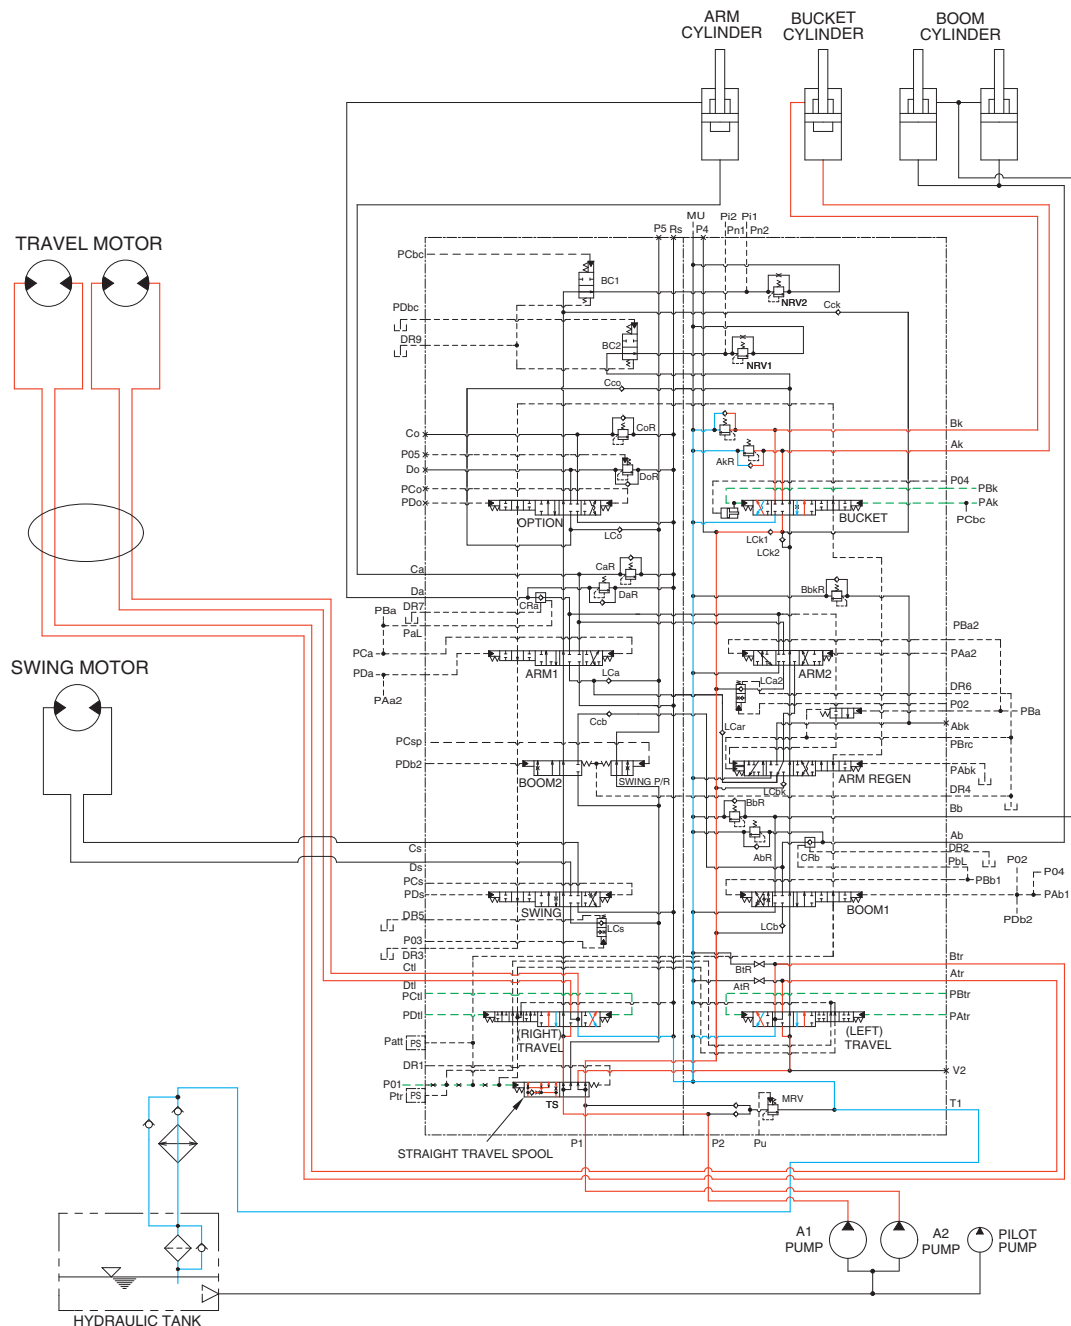 ARM
CYLINDER
BUCKET
CYLINDER
BOOM
CYLINDER
TRAVEL MOTOR
SWING MOTOR
P5 Rs
MU
P4
Pi2 Pi1
Pn1 Pn2
PCbc
BC1
NRV2
Cck
PDbc
DR9
BC2
NRV1
Cco
Co
CoR
Bk
P05
Ak
Do
DoR
AkR
P04
PCo
PBk
PDo
PAk
OPTION
BUCKET
PCbc
LCo
LCk1
LCk2
Ca
CaR
Da
DaR
BbkR
CRa
PBa
DR7
PaL
PBa2
PCa
PAa2
PDa
ARM1
LCa
LCa2
ARM2
PAa2
DR6
P02
PBa
Ccb
LCar
Abk
PCsp
PBrc
PDb2
BOOM2
SWING P/R
ARM REGEN
PAbk
LCbk
DR4
BbR
Bb
AbR
CRb
Ab
Cs
DR2
PbL
P02
P04
Ds
PCs
PBb1
PDs
PAb1
SWING
BOOM1
PDb2
DR5
LCs
LCb
P03
DR3
Ctl
BtR
Btr
AtR
Atr
Dtl
PCtl
PBtr
PDtl
PAtr
(RIGHT)
TRAVEL
(LEFT)
TRAVEL
Patt
PS
DR1
V2
P01
Ptr
PS
TS
MRV
T1
P1
P2
Pu
STRAIGHT TRAVEL SPOOL
A1
PUMP
A2
PUMP
PILOT
PUMP
HYDRAULIC TANK